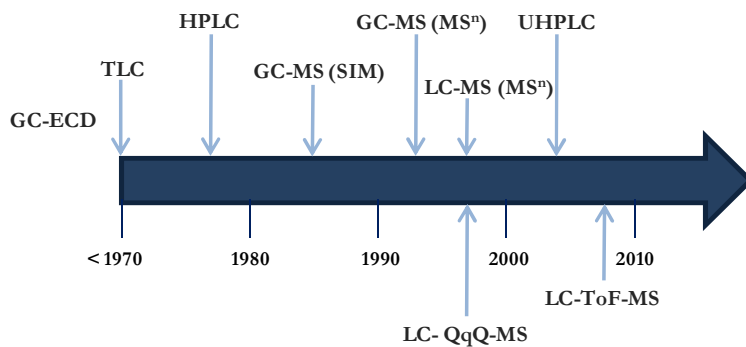 HPLC
GC-MS (MSⁿ)
UHPLC
TLC
GC-MS (SIM)
LC-MS (MSⁿ)
GC-ECD
< 1970
1980
1990
2000
2010
LC-ToF-MS
LC- QqQ-MS